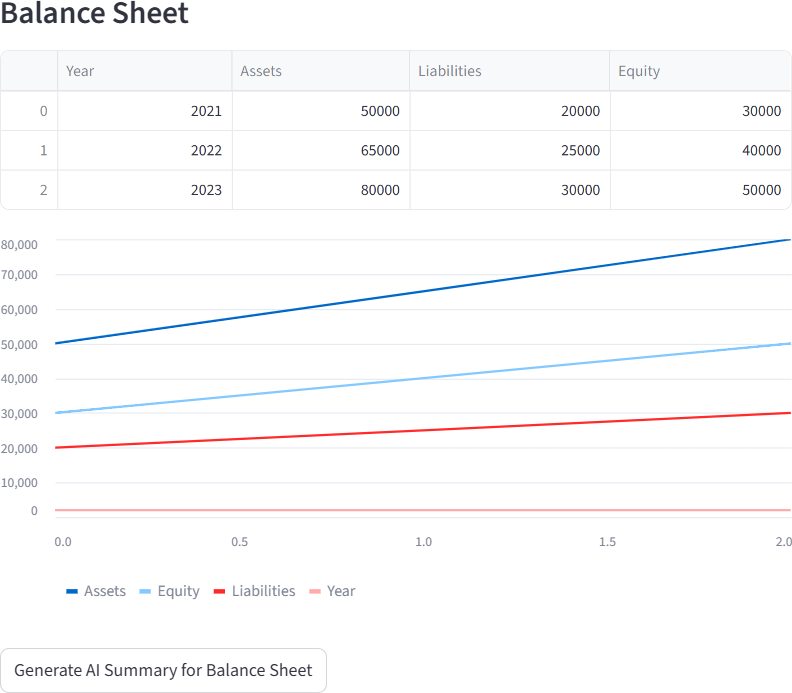 Balance Sheet
Year Assets Liabilities Equity
0 2021 50000 20000 30000
1 2022 65000 25000 40000
2 2023 80000 30000 50000
80,000
70,000
60,000
50,000
40,000
30,000
20,000
10,000
0
0.0 0.5 1.0 1.5 2.0
Assets Equity Liabilities Year
Generate AI Summary for Balance Sheet